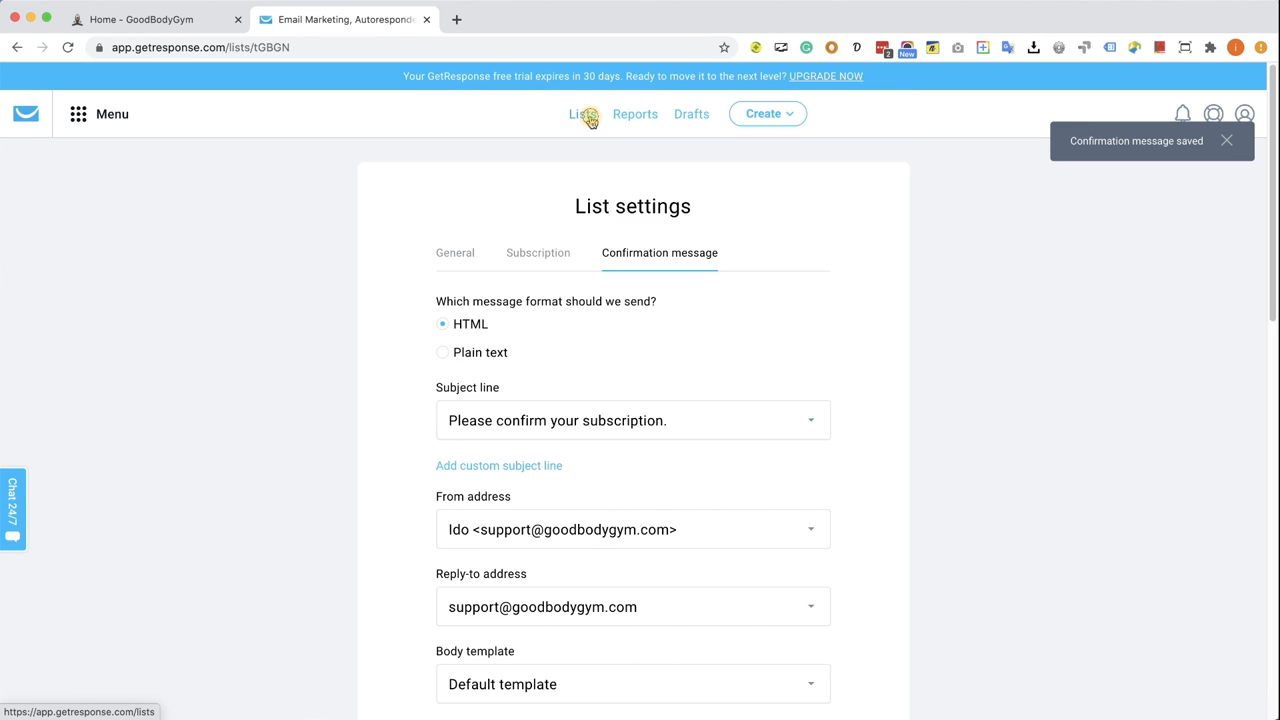 Home - GoodBodyGym
Email Marketing, Autoresponde
app.getresponse.com/lists/tGBGN
2
New
i
Your GetResponse free trial expires in 30 days. Ready to move it to the next level? UPGRADE NOW
Menu
Lists
Reports
Drafts
Create
Confirmation message saved
List settings
General
Subscription
Confirmation message
Which message format should we send?
HTML
Plain text
Subject line
Please confirm your subscription.
Add custom subject line
From address
Ido <support@goodbodygym.com>
Reply-to address
support@goodbodygym.com
Body template
Default template
Chat 24/7
https://app.getresponse.com/lists